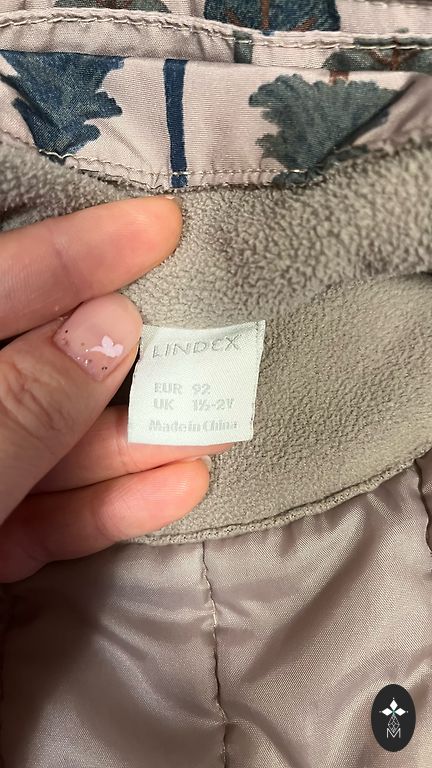 LINDEX
EUR 92
UK 1½-2Y
Made in China
M